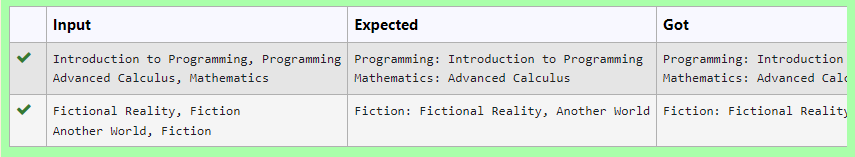 Input Expected Got
Introduction to Programming, Programming Programming: Introduction to Programming Programming: Introduction
Advanced Calculus, Mathematics Mathematics: Advanced Calculus Mathematics: Advanced
Fictional Reality, Fiction Fiction: Fictional Reality, Another World Fiction: Fictional Reality
Another World, Fiction